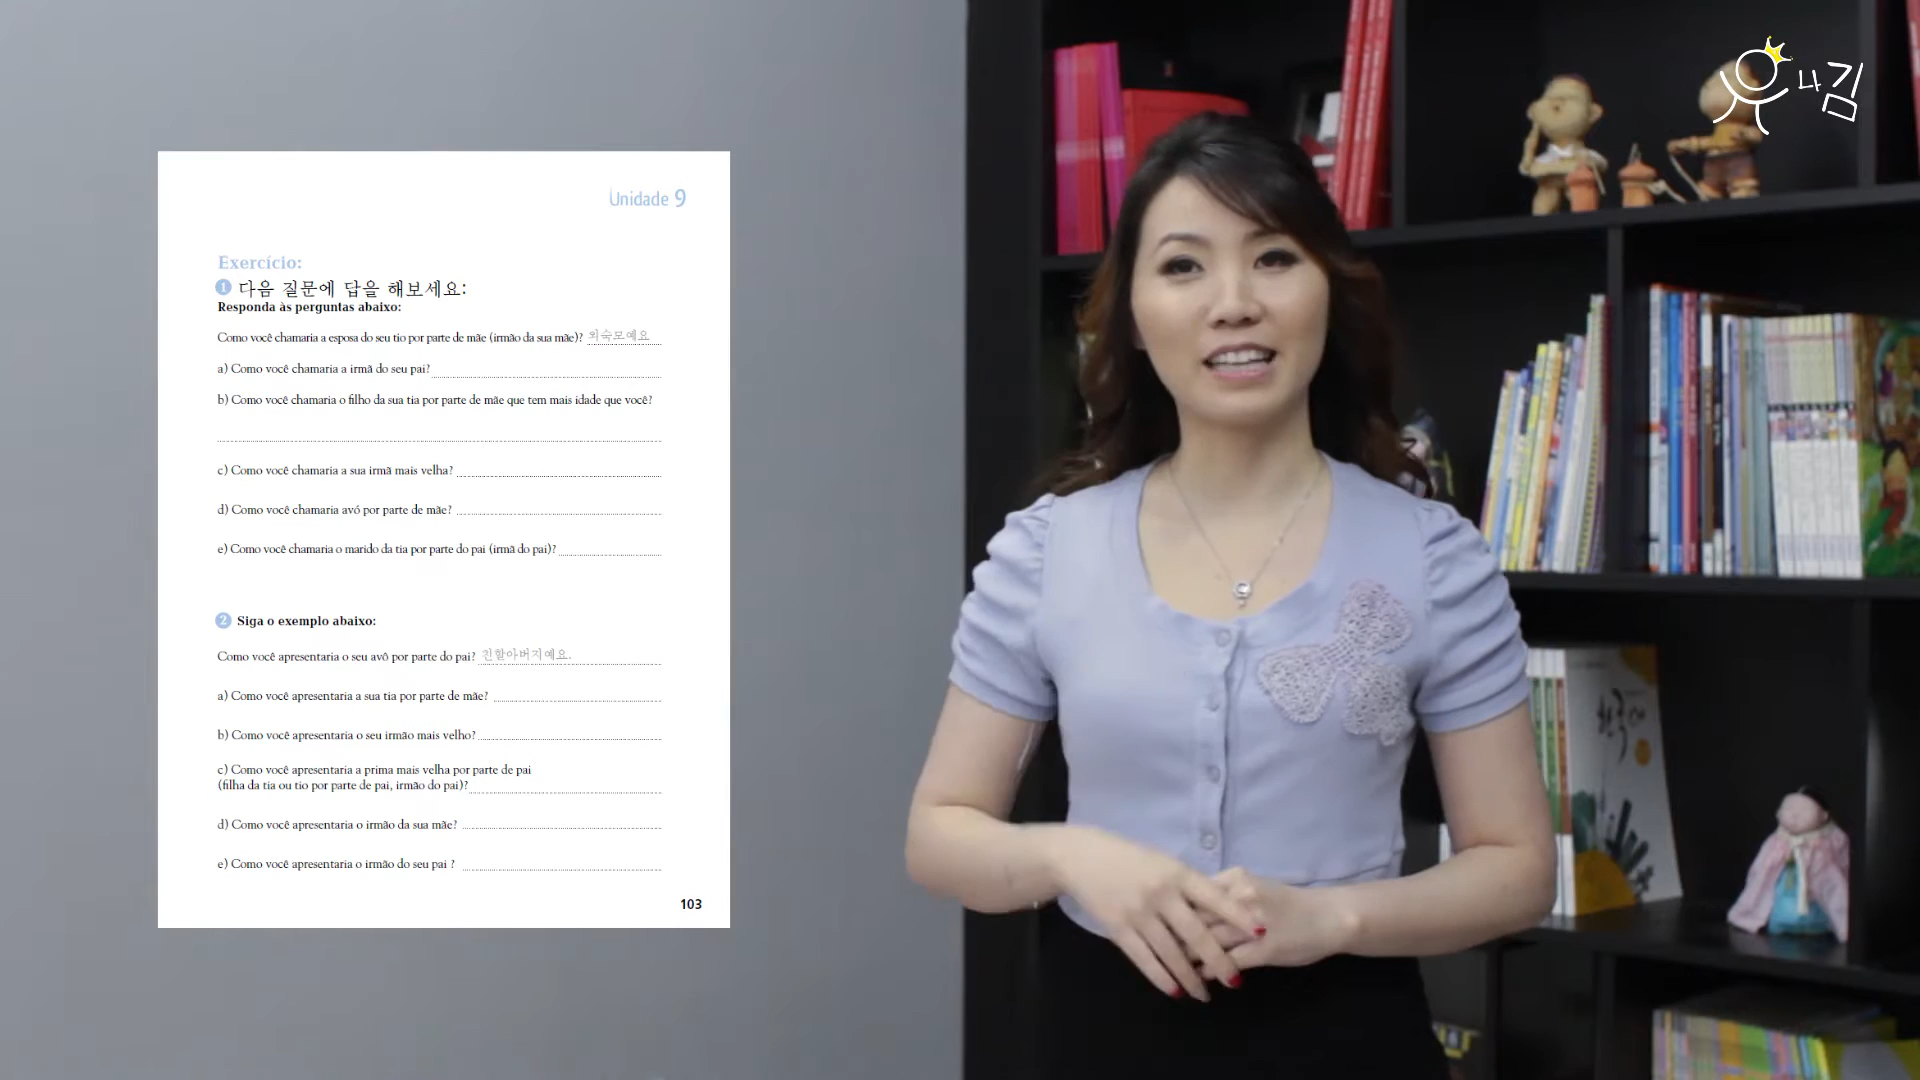 Unidade 9
Exercício:
1 다음 질문에 답을 해보세요:
Responda às perguntas abaixo:
Como você chamaria a esposa do seu tio por parte de mãe (irmão da sua mãe)? 외숙모예요
a) Como você chamaria a irmã do seu pai?
b) Como você chamaria o filho da sua tia por parte de mãe que tem mais idade que você?
c) Como você chamaria a sua irmã mais velha?
d) Como você chamaria avó por parte de mãe?
e) Como você chamaria o marido da tia por parte do pai (irmã do pai)?
2 Siga o exemplo abaixo:
Como você apresentaria o seu avô por parte do pai? 친할아버지예요.
a) Como você apresentaria a sua tia por parte de mãe?
b) Como você apresentaria o seu irmão mais velho?
c) Como você apresentaria a prima mais velha por parte de pai
(filha da tia ou tio por parte de pai, irmão do pai)?
d) Como você apresentaria o irmão da sua mãe?
e) Como você apresentaria o irmão do seu pai ?
103
나김
한국어